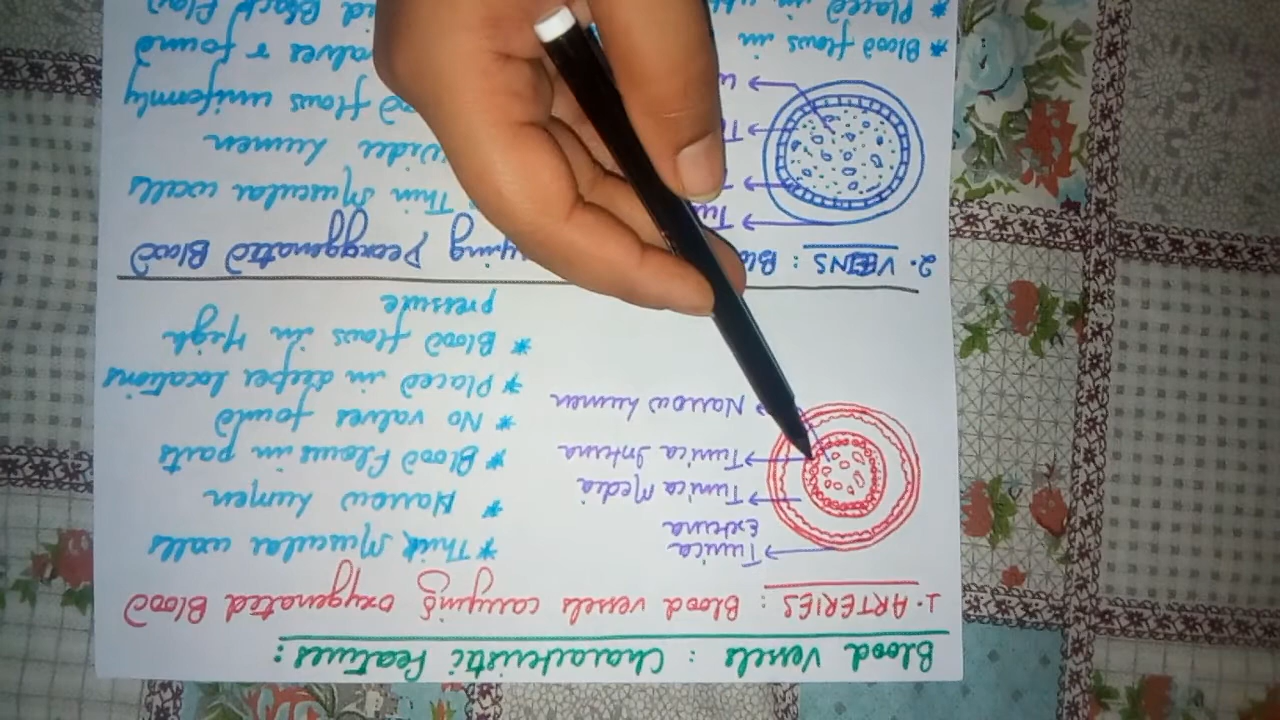 Blood Vessels : Characteristic Features :
1. ARTERIES : Blood vessels carrying oxygenated Blood
Tunica
Externa
Tunica Media
Tunica Interna
Narrow Lumen
* Thick Muscular walls
* Narrow Lumen
* Blood Flows in parts
* No valves found
* Placed in deeper locations
* Blood flows in High
pressure
2. VEINS : Deoxygenated Blood
Thin Muscular walls
wider Lumen
flows uniformly
valves found
* Blood flows in
* Placed in